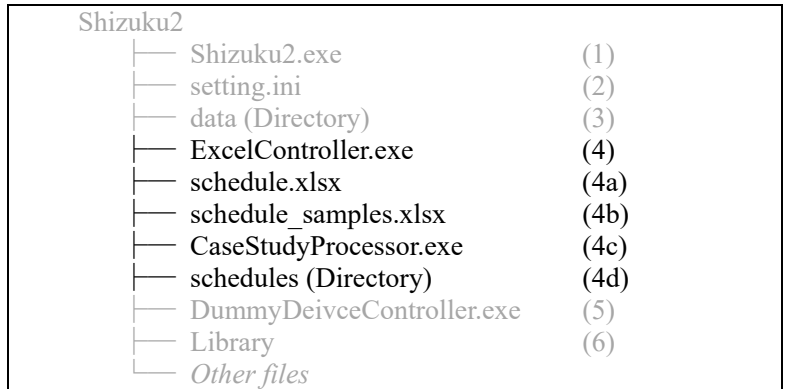 Shizuku2
├── Shizuku2.exe (1)
├── setting.ini (2)
├── data (Directory) (3)
├── ExcelController.exe (4)
├── schedule.xlsx (4a)
├── schedule_samples.xlsx (4b)
├── CaseStudyProcessor.exe (4c)
├── schedules (Directory) (4d)
├── DummyDeivceController.exe (5)
├── Library (6)
└── Other files